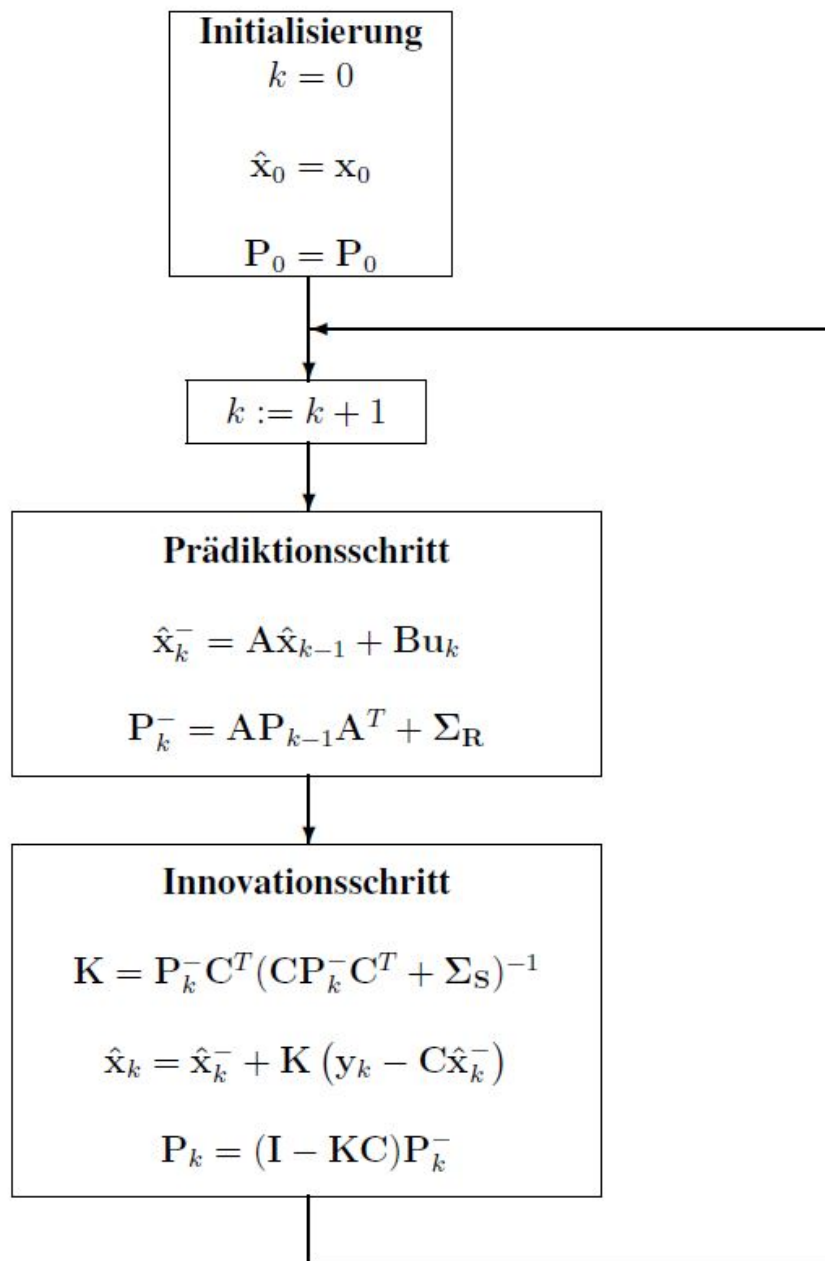 Initialisierung
k = 0
x̂₀ = x₀
P₀ = P₀
k := k + 1
Prädiktionsschritt
x̂ₖ⁻ = Ax̂ₖ₋₁ + Buₖ
Pₖ⁻ = APₖ₋₁Aᵀ + Σ_R
Innovationsschritt
K = Pₖ⁻Cᵀ(CPₖ⁻Cᵀ + Σ_S)⁻¹
x̂ₖ = x̂ₖ⁻ + K (yₖ − Cx̂ₖ⁻)
Pₖ = (I − KC)Pₖ⁻